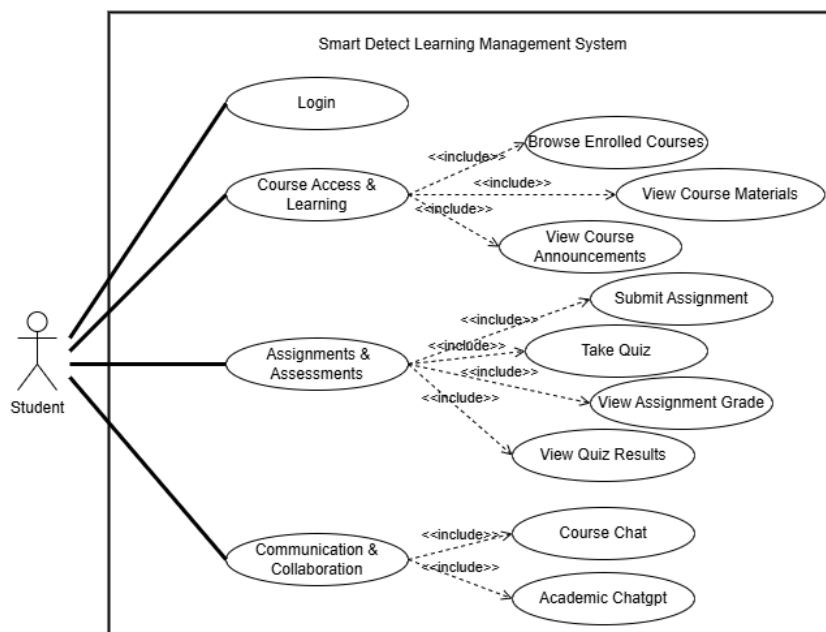 Smart Detect Learning Management System
Login
Course Access &
Learning
<<include>>
Browse Enrolled Courses
<<include>>
View Course Materials
<<include>>
View Course
Announcements
Student
Assignments &
Assessments
<<include>>
Submit Assignment
<<include>>
Take Quiz
<<include>>
View Assignment Grade
<<include>>
View Quiz Results
Communication &
Collaboration
<<include>>
Course Chat
<<include>>
Academic Chatgpt